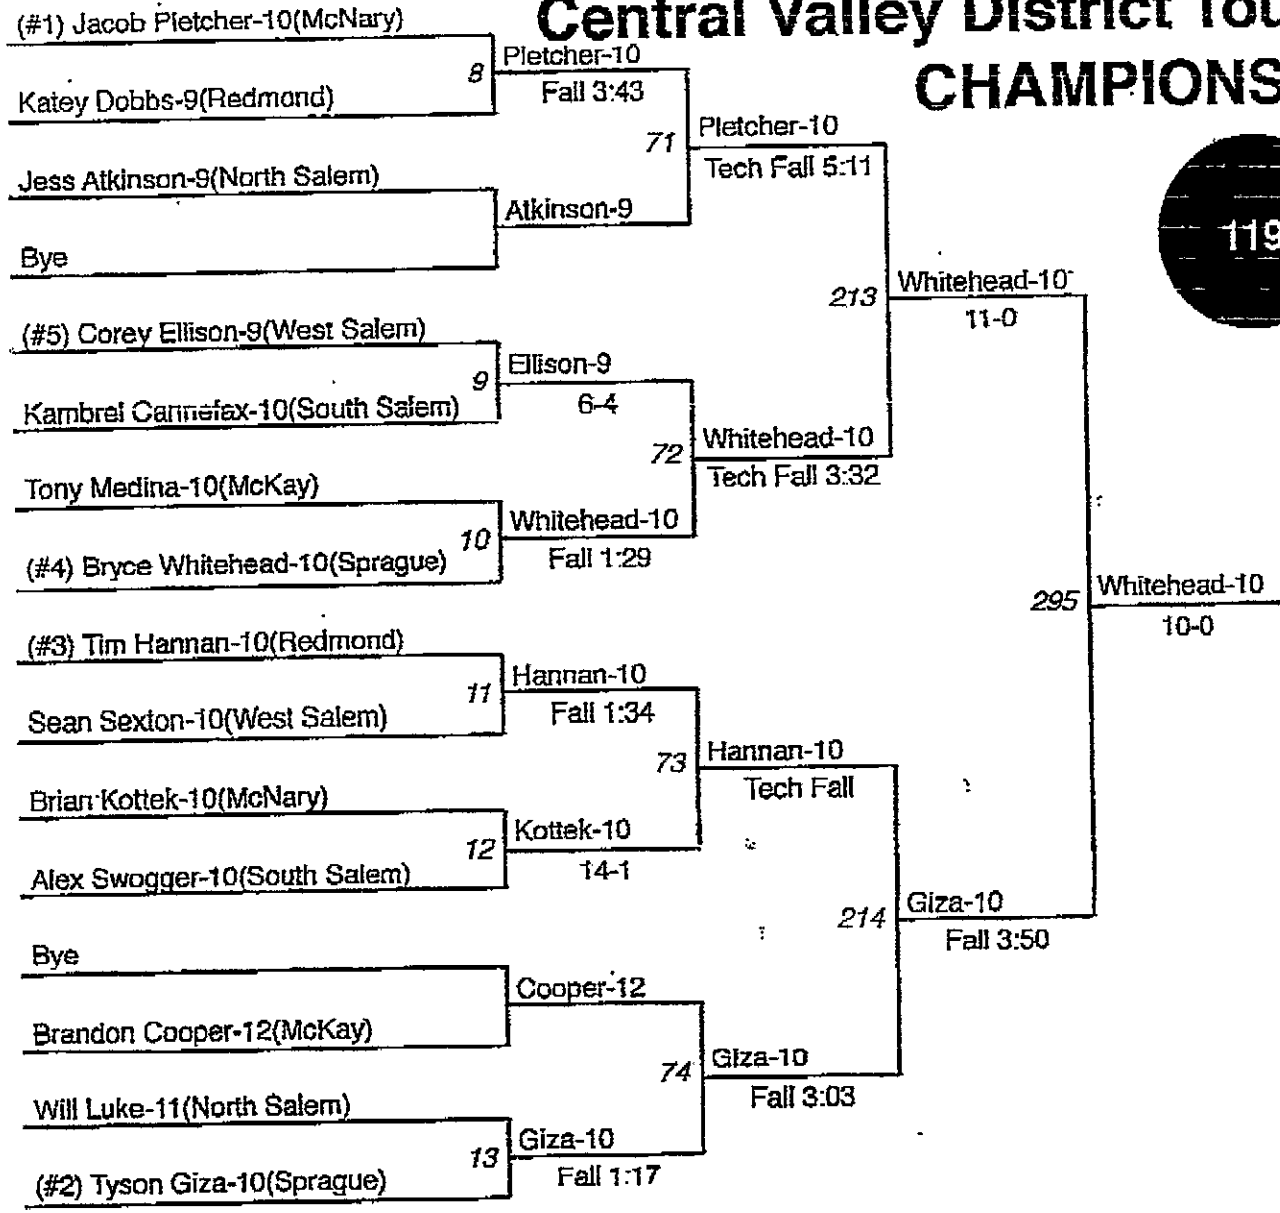 Central Valley District Tou
CHAMPIONS
119
(#1) Jacob Pletcher-10(McNary)
8
Katey Dobbs-9(Redmond)
Pletcher-10
Fall 3:43
Jess Atkinson-9(North Salem)
Bye
Atkinson-9
71
Pletcher-10
Tech Fall 5:11
(#5) Corey Ellison-9(West Salem)
9
Kambrel Cannefax-10(South Salem)
Ellison-9
6-4
Tony Medina-10(McKay)
10
(#4) Bryce Whitehead-10(Sprague)
Whitehead-10
Fall 1:29
72
Whitehead-10
Tech Fall 3:32
213
Whitehead-10
11-0
(#3) Tim Hannan-10(Redmond)
11
Sean Sexton-10(West Salem)
Hannan-10
Fall 1:34
Brian Kottek-10(McNary)
12
Alex Swogger-10(South Salem)
Kottek-10
14-1
73
Hannan-10
Tech Fall
Bye
Brandon Cooper-12(McKay)
Cooper-12
Will Luke-11(North Salem)
13
(#2) Tyson Giza-10(Sprague)
Giza-10
Fall 1:17
74
Giza-10
Fall 3:03
214
Giza-10
Fall 3:50
295
Whitehead-10
10-0